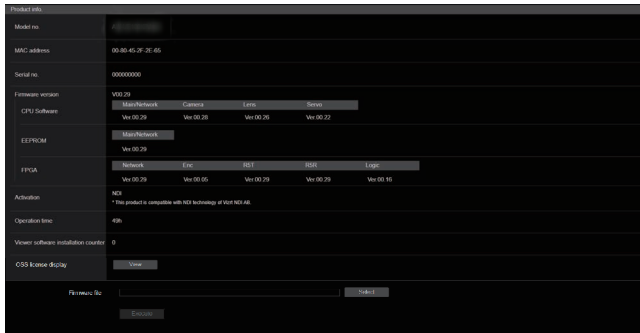 Product info.
Model no.
MAC address 00-80-45-2F-2E-65
Serial no. 000000000
Firmware version V00.29
CPU Software Main/Network Camera Lens Servo
Ver.00.29 Ver.00.28 Ver.00.26 Ver.00.22
EEPROM Main/Network
Ver.00.29
FPGA Network Enc RST RSR Logic
Ver.00.29 Ver.00.05 Ver.00.29 Ver.00.29 Ver.00.16
Activation NDI
* This product is compatible with NDI technology of Vizrt NDI AB.
Operation time 49h
Viewer software installation counter 0
OSS license display View
Firmware file Select
Execute